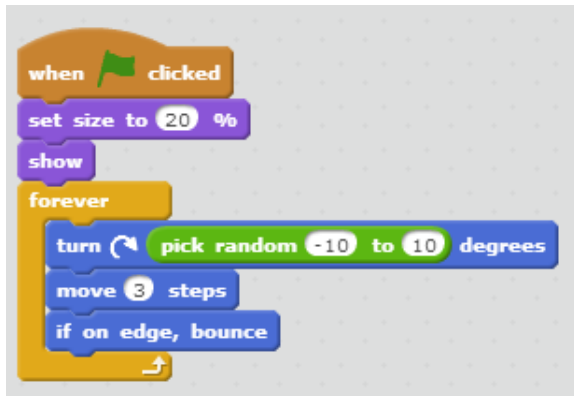 when clicked
set size to 20 %
show
forever
turn pick random -10 to 10 degrees
move 3 steps
if on edge, bounce